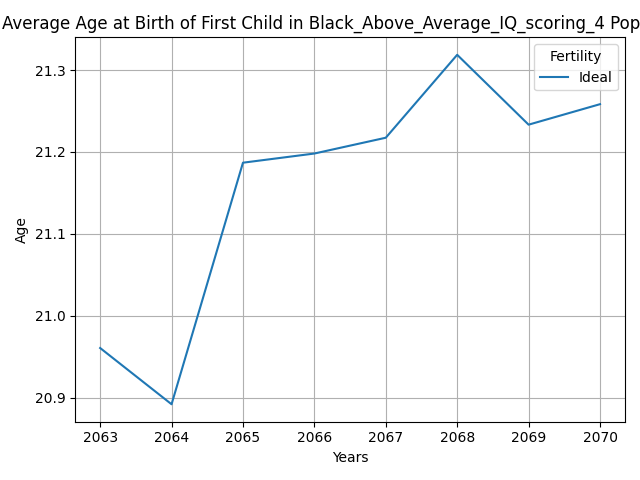 Average Age at Birth of First Child in Black_Above_Average_IQ_scoring_4 Pop
Fertility
Ideal
21.3
21.2
21.1
21.0
20.9
Age
2063 2064 2065 2066 2067 2068 2069 2070
Years